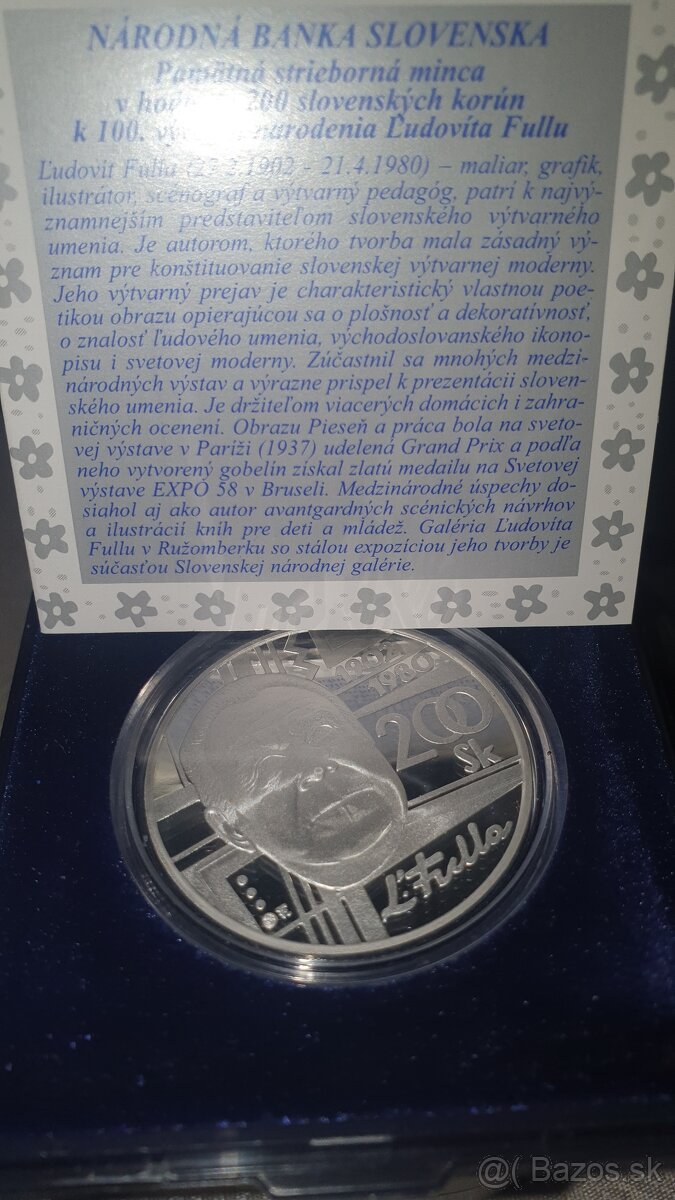 NÁRODNÁ BANKA SLOVENSKA
Pamätná strieborná minca
v 200 slovenských korún
k 100. narodenia Ľudovíta Fullu
Ľudovít Fulla (27.2.1902 - 21.4.1980) – maliar, grafik,
ilustrátor, scénograf a výtvarný pedagóg, patrí k najvý-
znamnejším predstaviteľom slovenského výtvarného
umenia. Je autorom, ktorého tvorba mala zásadný vý-
znam pre konštituovanie slovenskej výtvarnej moderny.
Jeho výtvarný prejav je charakteristický vlastnou poe-
tikou obrazu opierajúcou sa o plošnosť a dekoratívnosť,
o znalosť ľudového umenia, východoslovanského ikono-
pisu i svetovej moderny. Zúčastnil sa mnohých medzi-
národných výstav a výrazne prispel k prezentácii sloven-
ského umenia. Je držiteľom viacerých domácich i zahra-
ničných ocenení. Obrazu Pieseň a práca bola na sveto-
vej výstave v Paríži (1937) udelená Grand Prix a podľa
neho vytvorený gobelín získal zlatú medailu na Svetovej
výstave EXPO 58 v Bruseli. Medzinárodné úspechy do-
siahol aj ako autor avantgardných scénických návrhov
a ilustrácií kníh pre deti a mládež. Galéria Ľudovíta
Fullu v Ružomberku so stálou expozíciou jeho tvorby je
súčasťou Slovenskej národnej galérie.
1902
1980
200
Sk
Ľ. Fulla
@( Bazos.sk